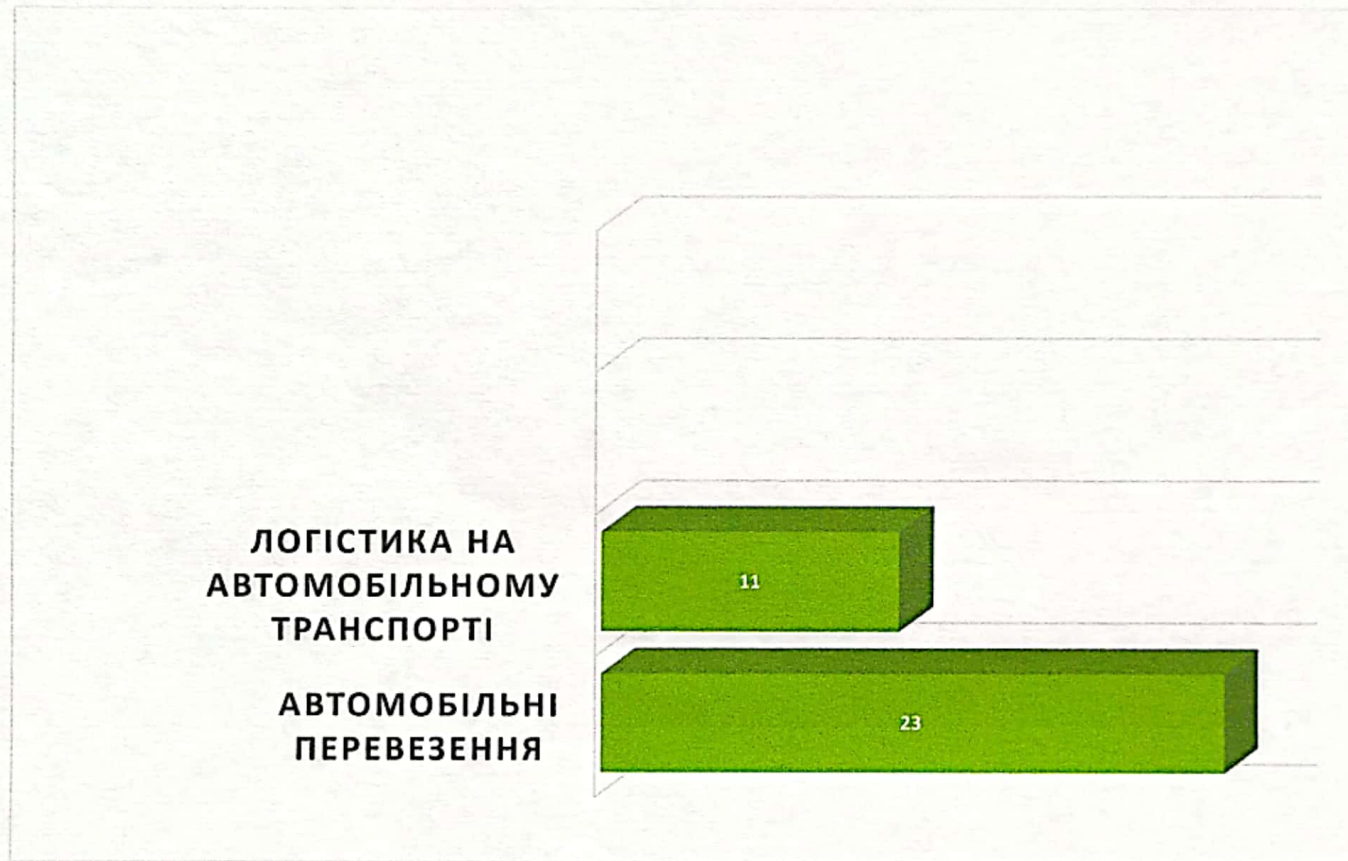 ЛОГІСТИКА НА
АВТОМОБІЛЬНОМУ
ТРАНСПОРТІ
11
АВТОМОБІЛЬНІ
ПЕРЕВЕЗЕННЯ
23